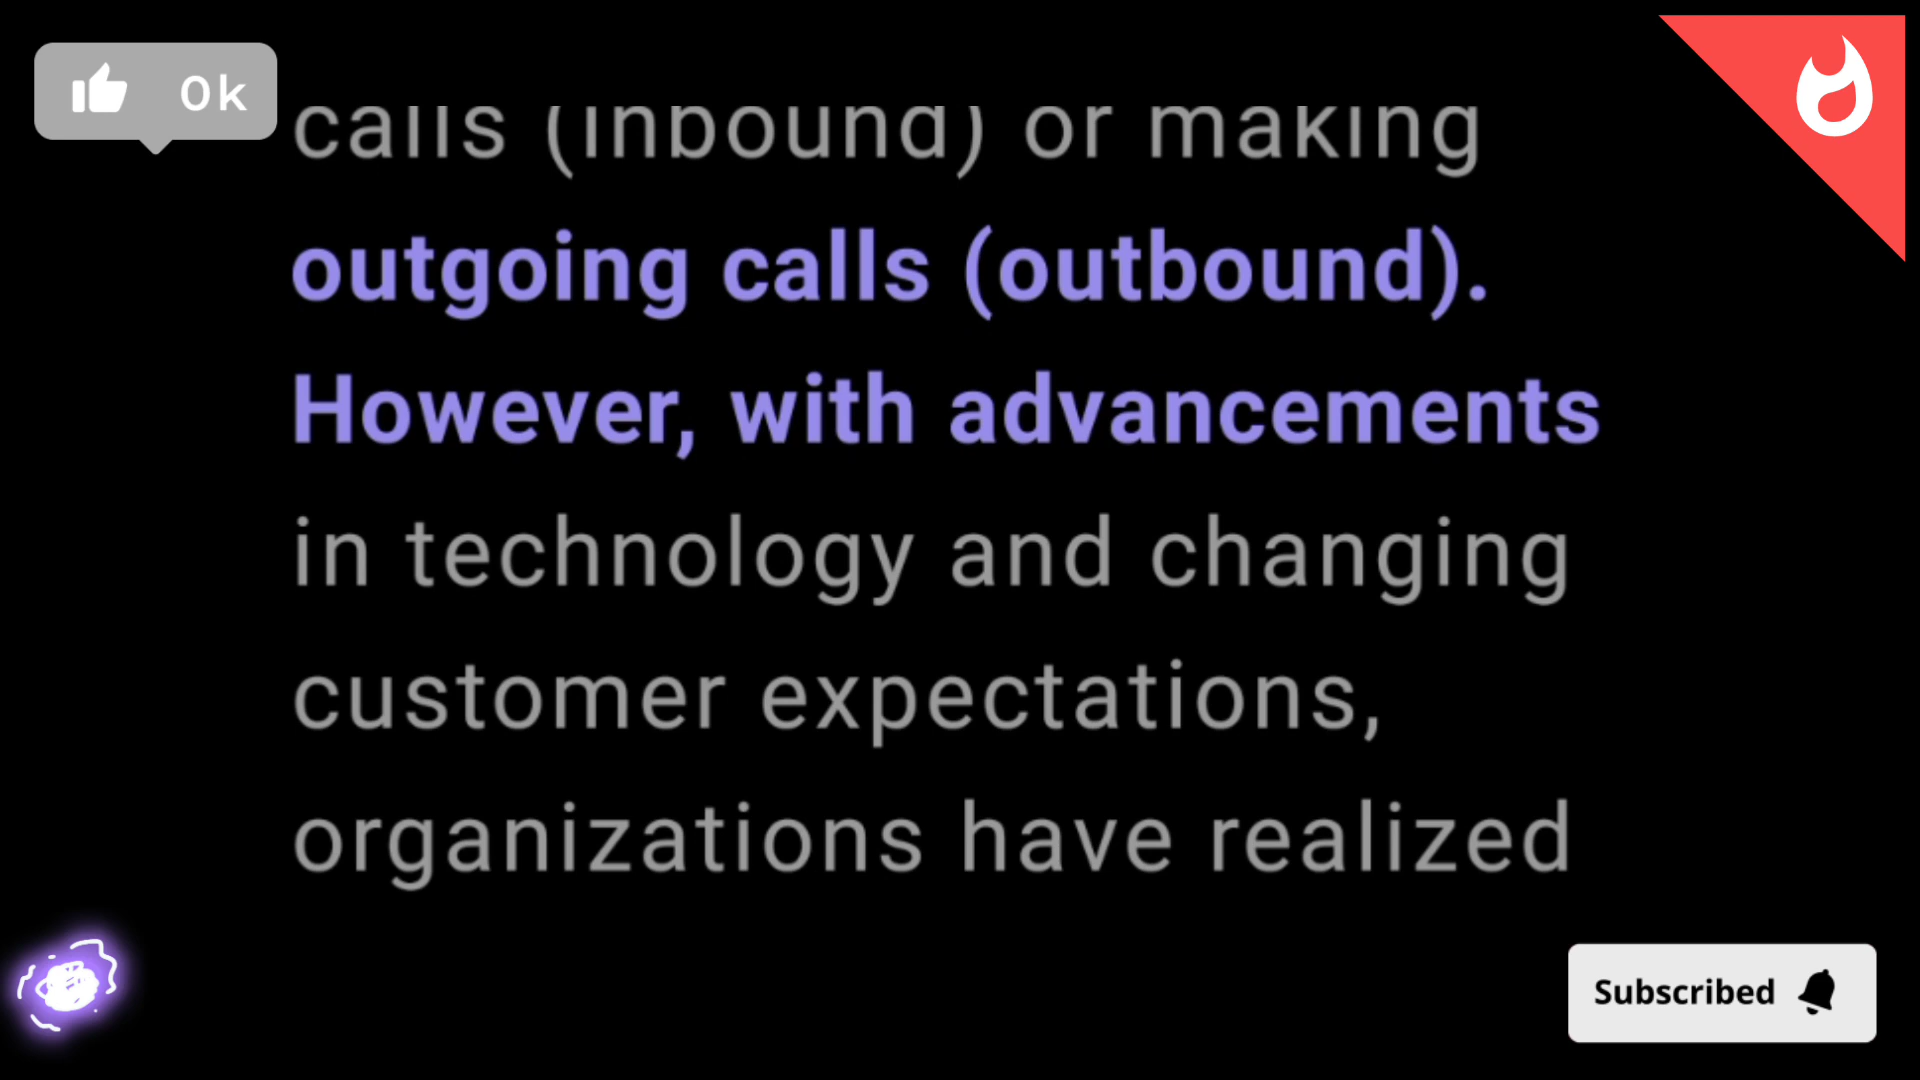 0k
calls (inbound) or making
outgoing calls (outbound).
However, with advancements
in technology and changing
customer expectations,
organizations have realized
Subscribed